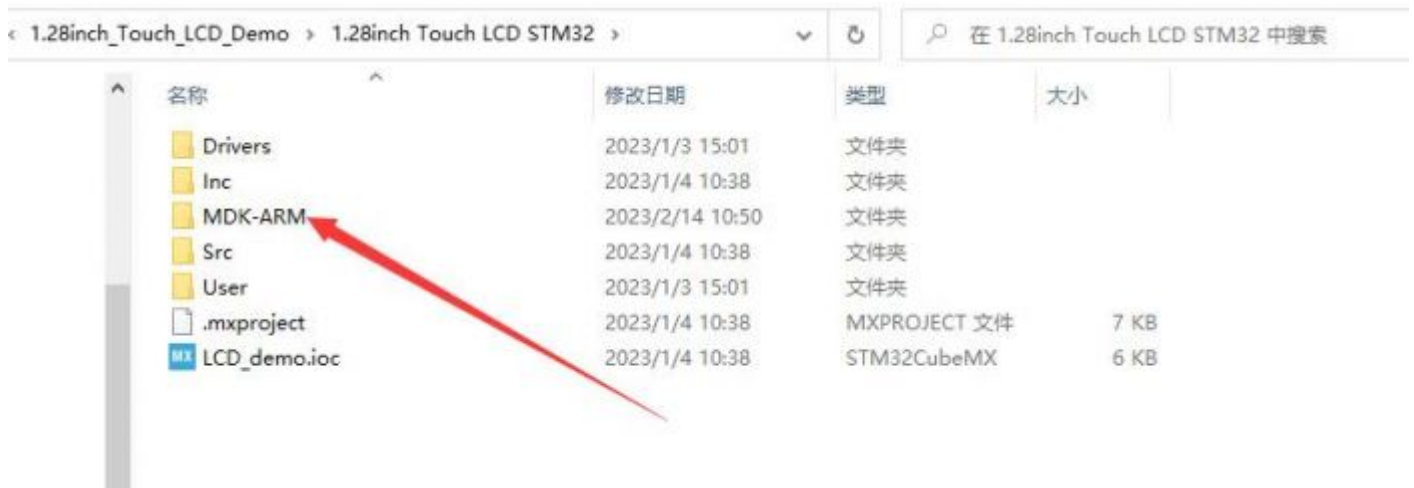 ‹ 1.28inch_Touch_LCD_Demo › 1.28inch Touch LCD STM32 › 在 1.28inch Touch LCD STM32 中搜索
名称 修改日期 类型 大小
Drivers 2023/1/3 15:01 文件夹
Inc 2023/1/4 10:38 文件夹
MDK-ARM 2023/2/14 10:50 文件夹
Src 2023/1/4 10:38 文件夹
User 2023/1/3 15:01 文件夹
.mxproject 2023/1/4 10:38 MXPROJECT 文件 7 KB
MX LCD_demo.ioc 2023/1/4 10:38 STM32CubeMX 6 KB